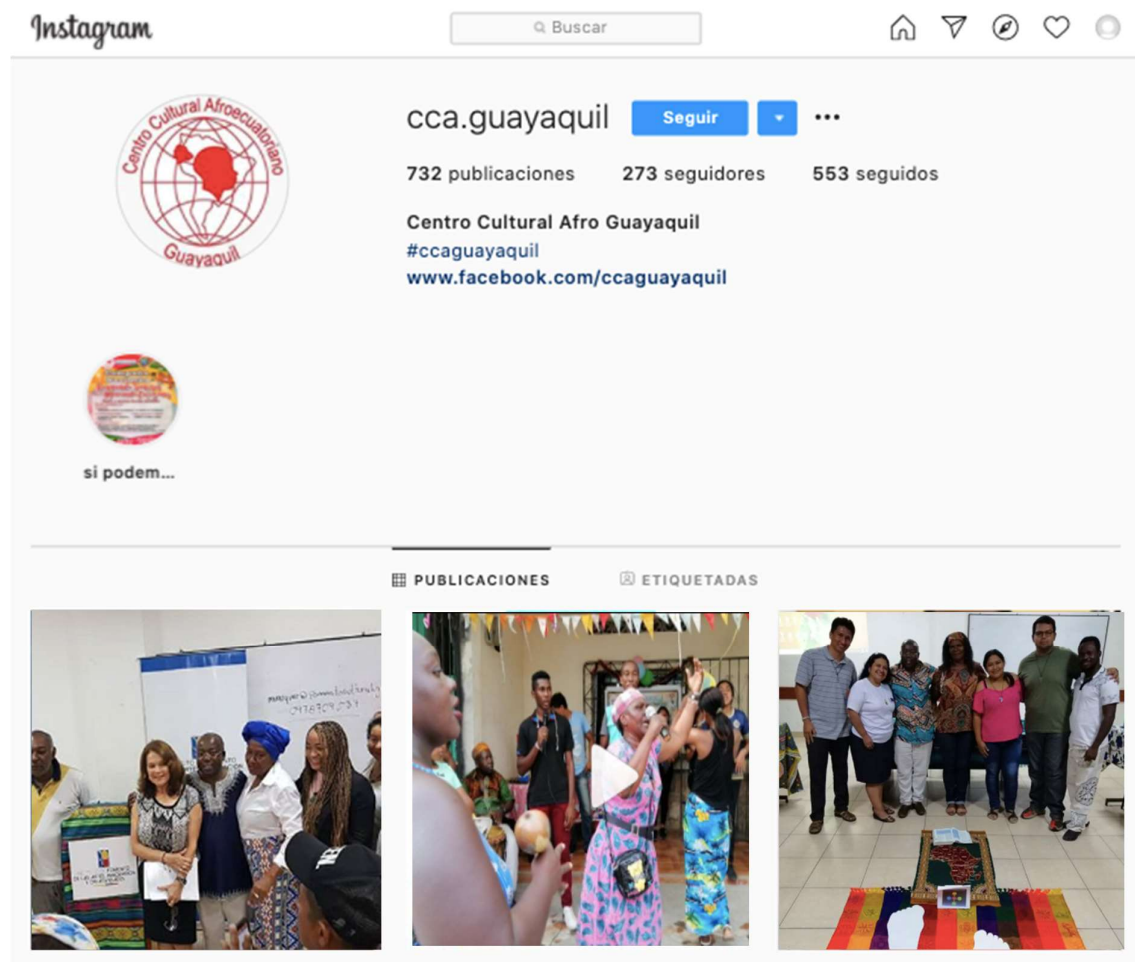 Instagram
Buscar
Centro Cultural Afroecuatoriano
Guayaquil
cca.guayaquil Seguir
732 publicaciones 273 seguidores 553 seguidos
Centro Cultural Afro Guayaquil
#ccaguayaquil
www.facebook.com/ccaguayaquil
si podem...
PUBLICACIONES ETIQUETADAS
FOMENTO